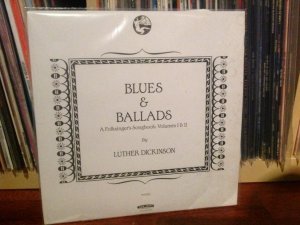 BLUES
&
BALLADS
A Folksinger's Songbook: Volumes I & II
By
LUTHER DICKINSON